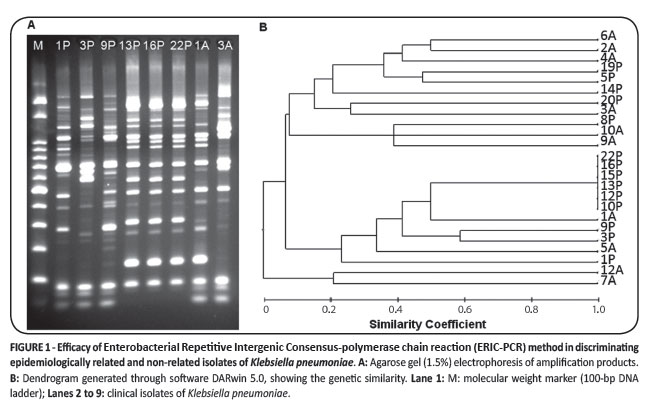 A
M 1P 3P 9P 13P 16P 22P 1A 3A
B
6A
2A
4A
19P
5P
14P
20P
3A
8P
10A
9A
22P
16P
15P
13P
12P
10P
1A
9P
3P
5A
1P
12A
7A
0 0.2 0.4 0.6 0.8 1.0
Similarity Coefficient
FIGURE 1 - Efficacy of Enterobacterial Repetitive Intergenic Consensus-polymerase chain reaction (ERIC-PCR) method in discriminating
epidemiologically related and non-related isolates of Klebsiella pneumoniae. A: Agarose gel (1.5%) electrophoresis of amplification products.
B: Dendrogram generated through software DARwin 5.0, showing the genetic similarity. Lane 1: M: molecular weight marker (100-bp DNA
ladder); Lanes 2 to 9: clinical isolates of Klebsiella pneumoniae.